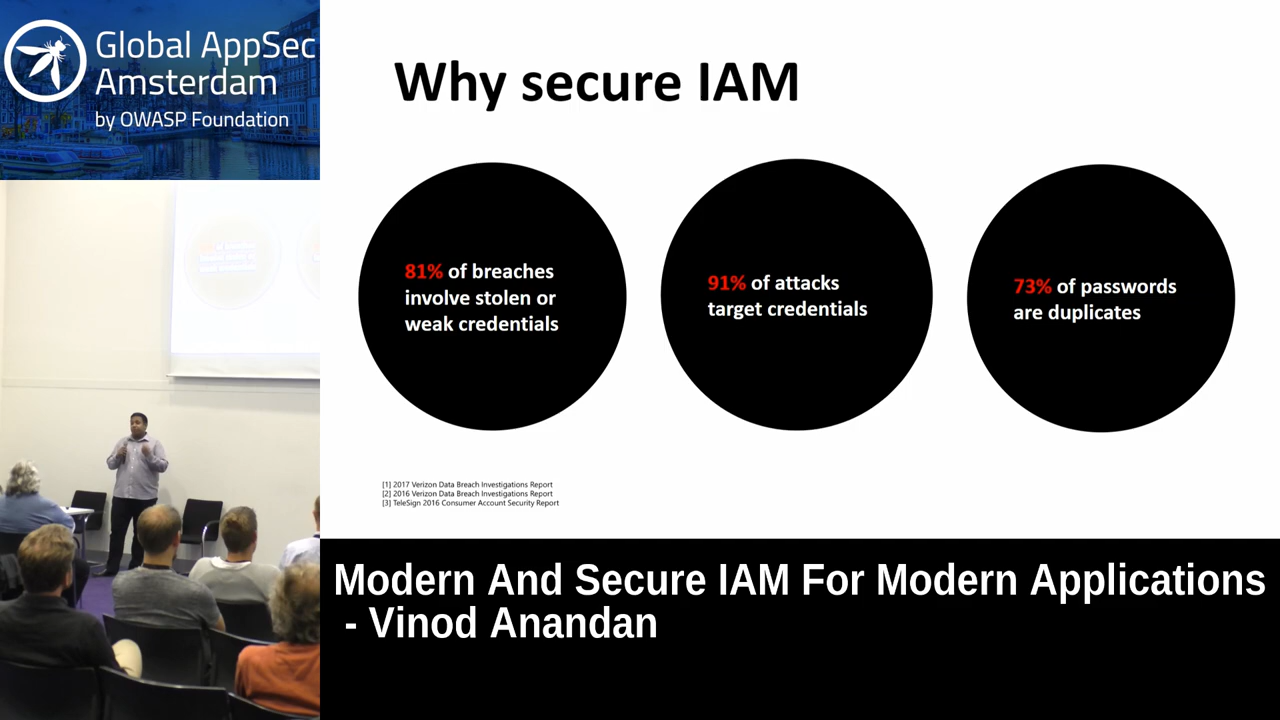 Global AppSec
Amsterdam
by OWASP Foundation
Why secure IAM
81% of breaches
involve stolen or
weak credentials
91% of attacks
target credentials
73% of passwords
are duplicates
[1] 2017 Verizon Data Breach Investigations Report
[2] 2016 Verizon Data Breach Investigations Report
[3] TeleSign 2016 Consumer Account Security Report
Modern And Secure IAM For Modern Applications
- Vinod Anandan